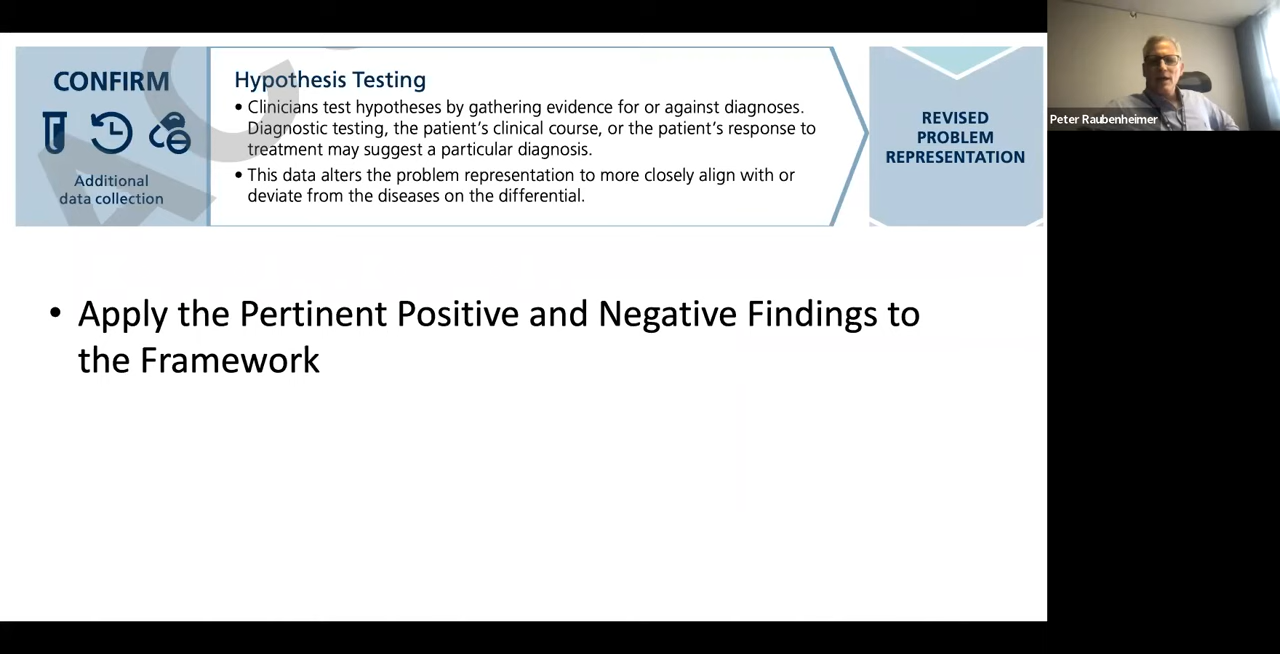 CONFIRM
Additional
data collection
Hypothesis Testing
• Clinicians test hypotheses by gathering evidence for or against diagnoses.
Diagnostic testing, the patient's clinical course, or the patient's response to
treatment may suggest a particular diagnosis.
• This data alters the problem representation to more closely align with or
deviate from the diseases on the differential.
REVISED
PROBLEM
REPRESENTATION
Peter Raubenheimer
• Apply the Pertinent Positive and Negative Findings to
the Framework